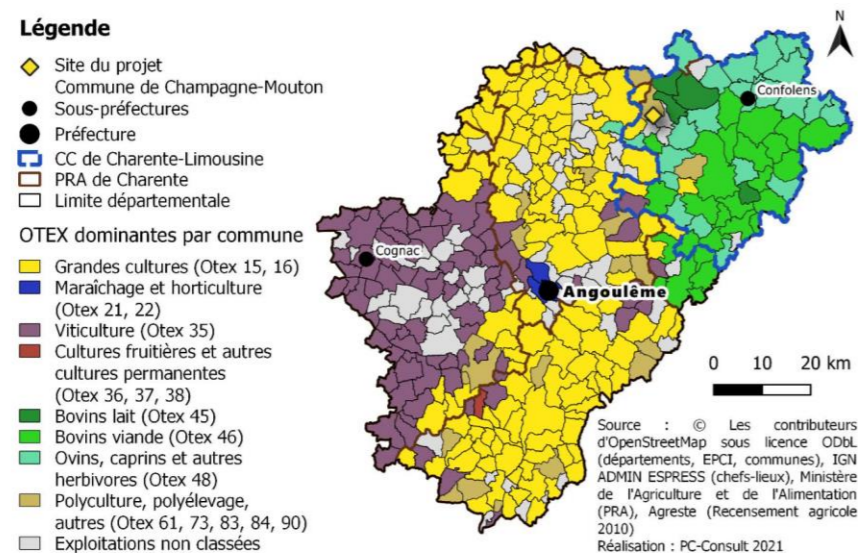 Légende
Site du projet
Commune de Champagne-Mouton
Sous-préfectures
Préfecture
CC de Charente-Limousine
PRA de Charente
Limite départementale
OTEX dominantes par commune
Grandes cultures (Otex 15, 16)
Maraîchage et horticulture
(Otex 21, 22)
Viticulture (Otex 35)
Cultures fruitières et autres
cultures permanentes
(Otex 36, 37, 38)
Bovins lait (Otex 45)
Bovins viande (Otex 46)
Ovins, caprins et autres
herbivores (Otex 48)
Polyculture, polyélevage,
autres (Otex 61, 73, 83, 84, 90)
Exploitations non classées
N
Confolens
Cognac
Angoulême
0 10 20 km
Source : © Les contributeurs
d'OpenStreetMap sous licence ODbL
(départements, EPCI, communes), IGN
ADMIN ESPRESS (chefs-lieux), Ministère
de l'Agriculture et de l'Alimentation
(PRA), Agreste (Recensement agricole
2010)
Réalisation : PC-Consult 2021